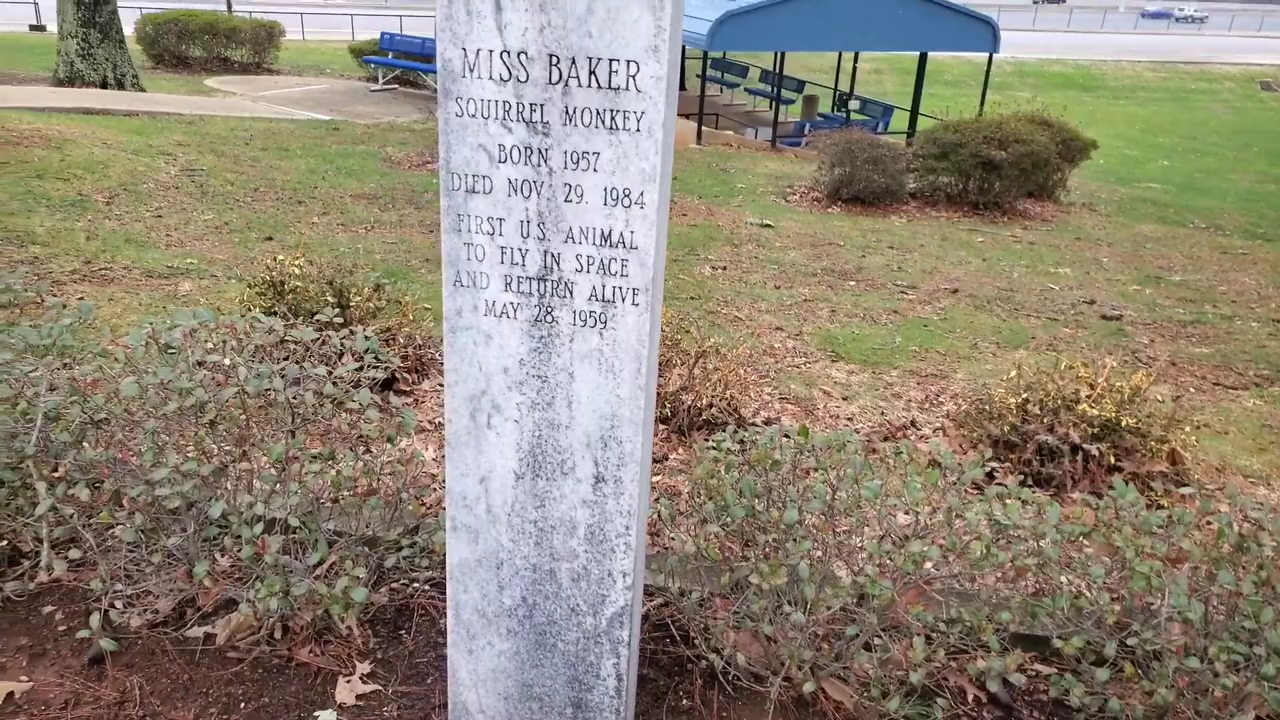 MISS BAKER
SQUIRREL MONKEY
BORN 1957
DIED NOV. 29. 1984
FIRST U.S. ANIMAL
TO FLY IN SPACE
AND RETURN ALIVE
MAY 28, 1959